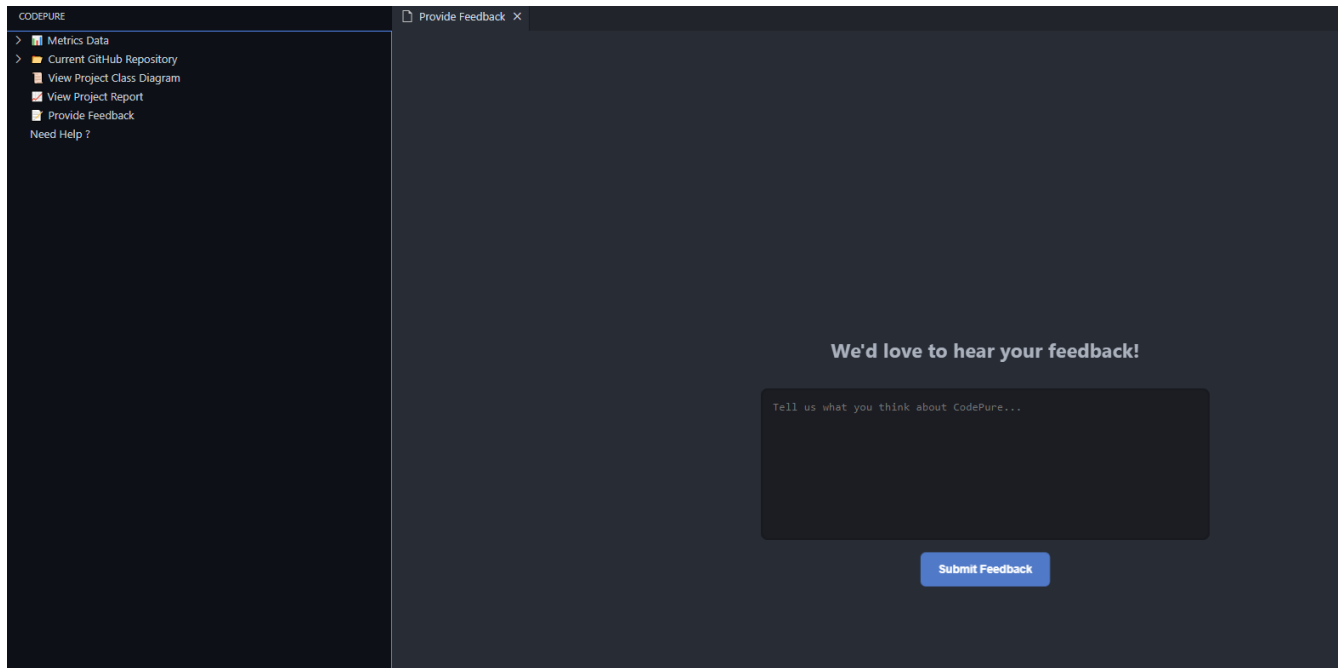 CODEPURE
Metrics Data
Current GitHub Repository
View Project Class Diagram
View Project Report
Provide Feedback
Need Help ?
Provide Feedback
We'd love to hear your feedback!
Tell us what you think about CodePure...
Submit Feedback